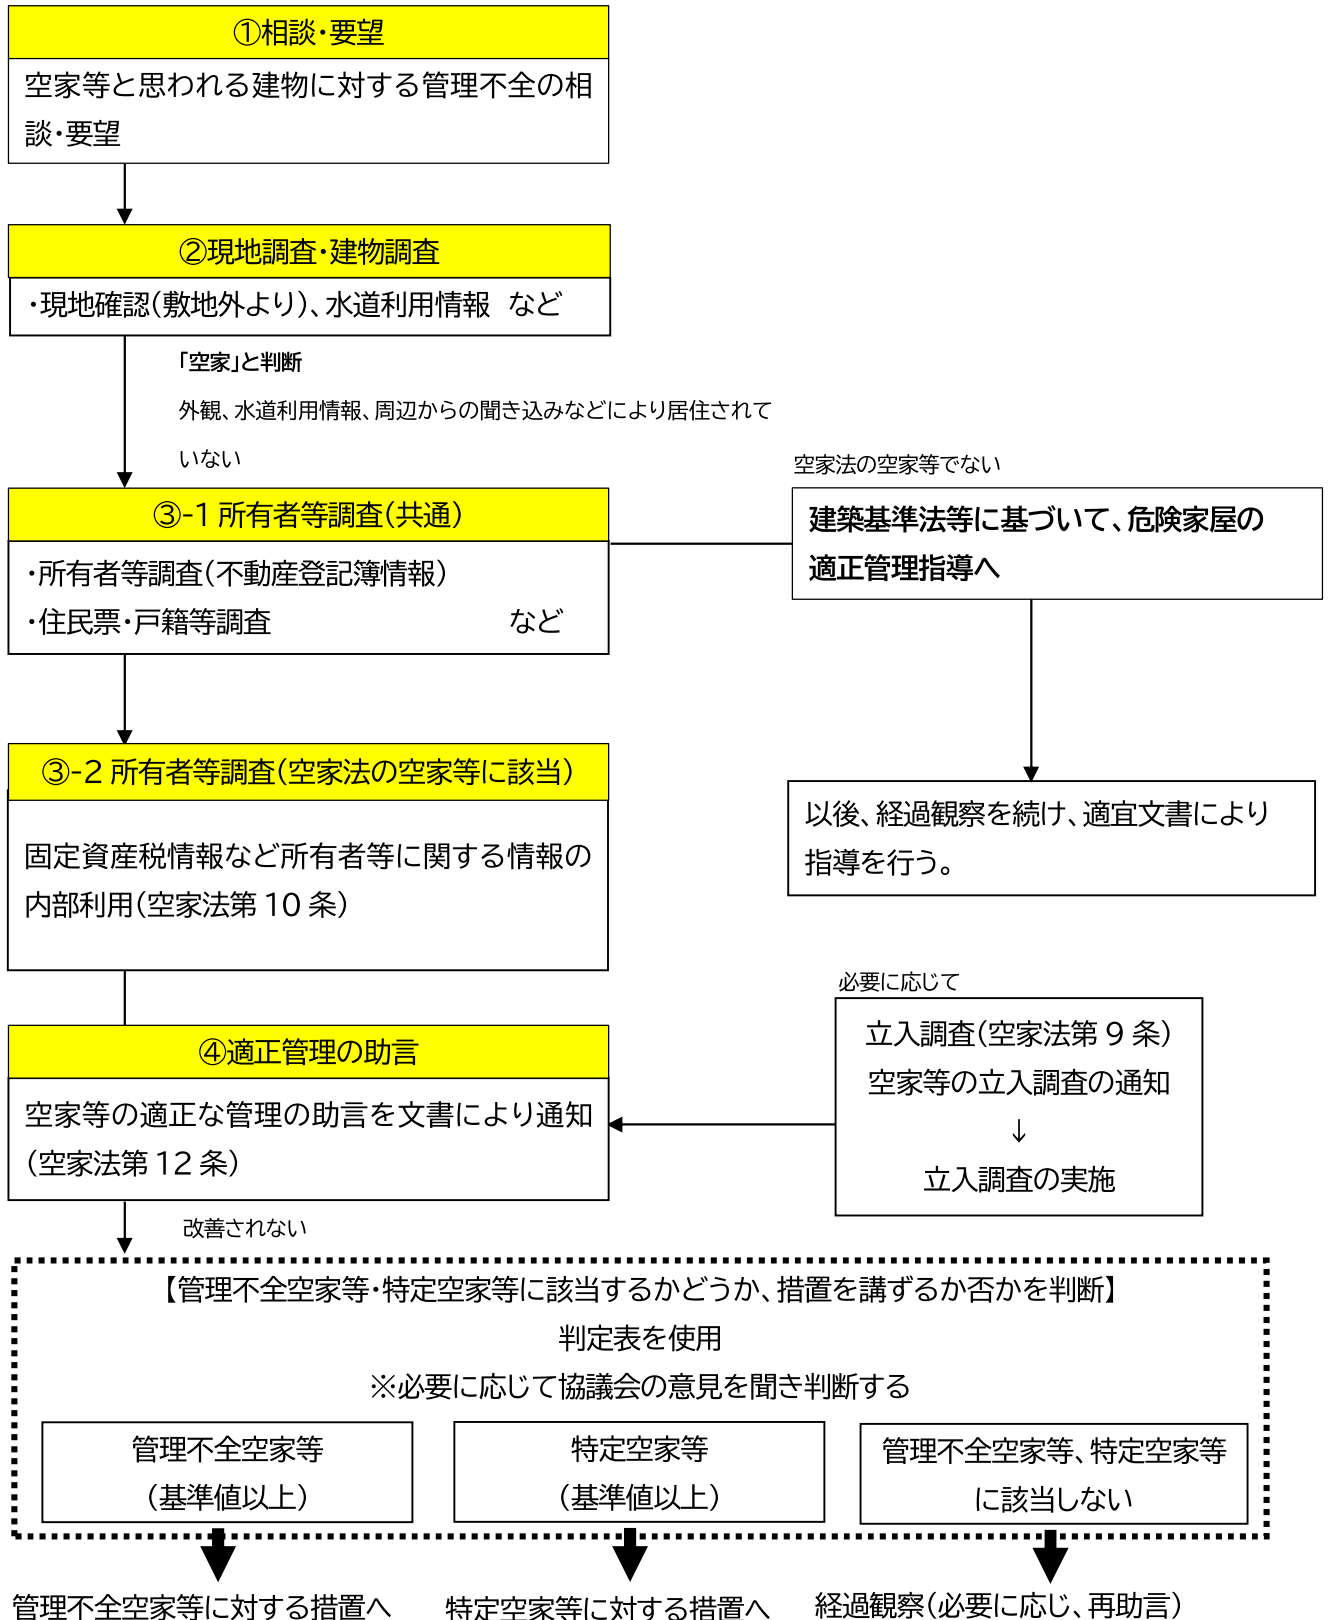 ①相談・要望
空家等と思われる建物に対する管理不全の相
談・要望
②現地調査・建物調査
・現地確認（敷地外より）、水道利用情報　など
「空家」と判断
外観、水道利用情報、周辺からの聞き込みなどにより居住されて
いない
空家法の空家等でない
③-1 所有者等調査（共通）
・所有者等調査（不動産登記簿情報）
・住民票・戸籍等調査　　　　　　　　　など
建築基準法等に基づいて、危険家屋の
適正管理指導へ
③-2 所有者等調査（空家法の空家等に該当）
固定資産税情報など所有者等に関する情報の
内部利用（空家法第 10 条）
以後、経過観察を続け、適宜文書により
指導を行う。
④適正管理の助言
空家等の適正な管理の助言を文書により通知
（空家法第 12 条）
必要に応じて
立入調査（空家法第 9 条）
空家等の立入調査の通知
↓
立入調査の実施
改善されない
【管理不全空家等・特定空家等に該当するかどうか、措置を講ずるか否かを判断】
判定表を使用
※必要に応じて協議会の意見を聞き判断する
管理不全空家等
（基準値以上）
特定空家等
（基準値以上）
管理不全空家等、特定空家等
に該当しない
管理不全空家等に対する措置へ
特定空家等に対する措置へ
経過観察（必要に応じ、再助言）